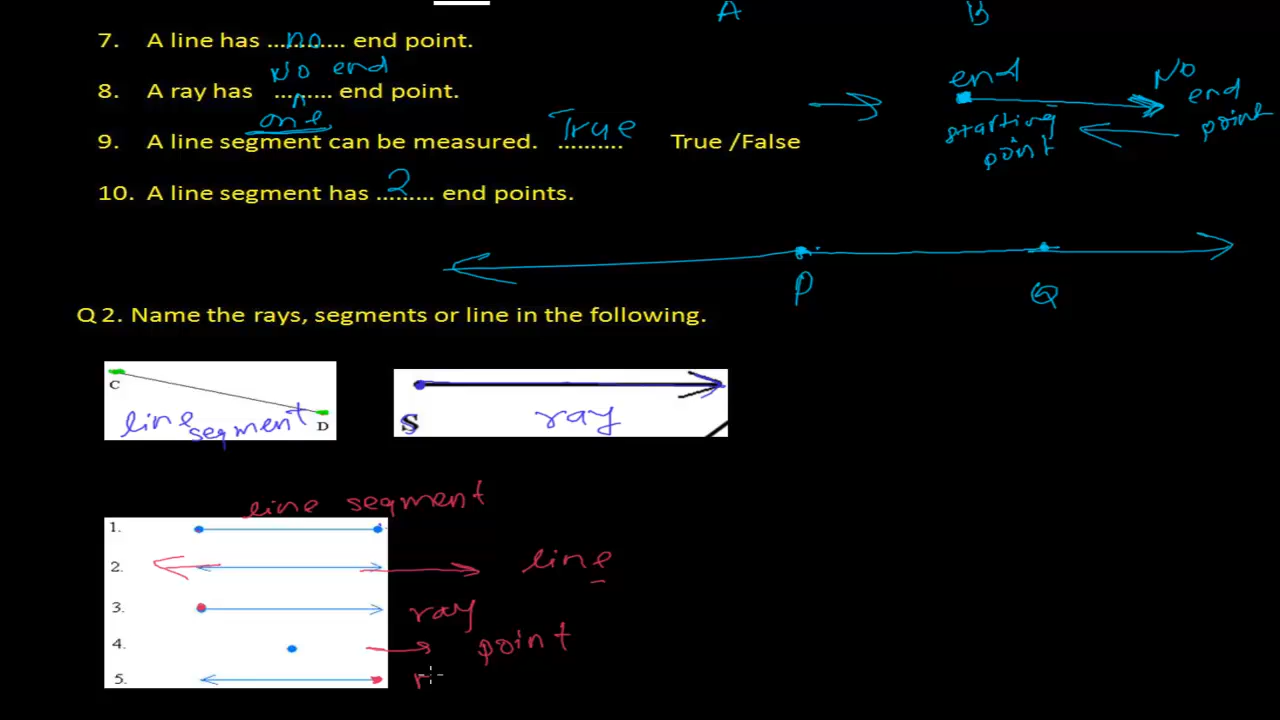 A B
7. A line has ....no.... end point.
No end
8. A ray has ......... end point.
one
9. A line segment can be measured. True .......... True /False
10. A line segment has ...2... end points.
end
No end point
starting point
P Q
Q 2. Name the rays, segments or line in the following.
C
D
line segment
S
ray
line segment
1.
2. line
3. ray
4. point
5. r